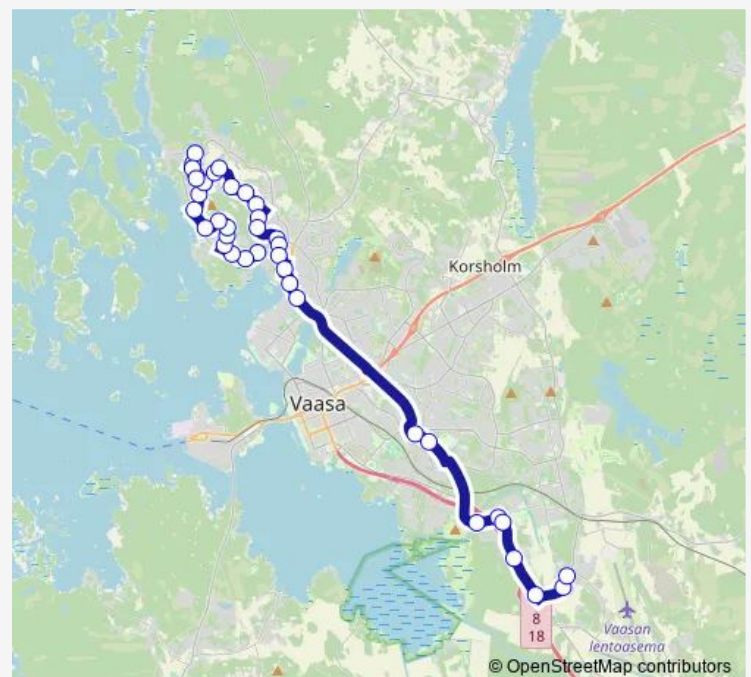 Korsholm
Vaasa
8
18
Vaasan
lentoasema
© OpenStreetMap contributors